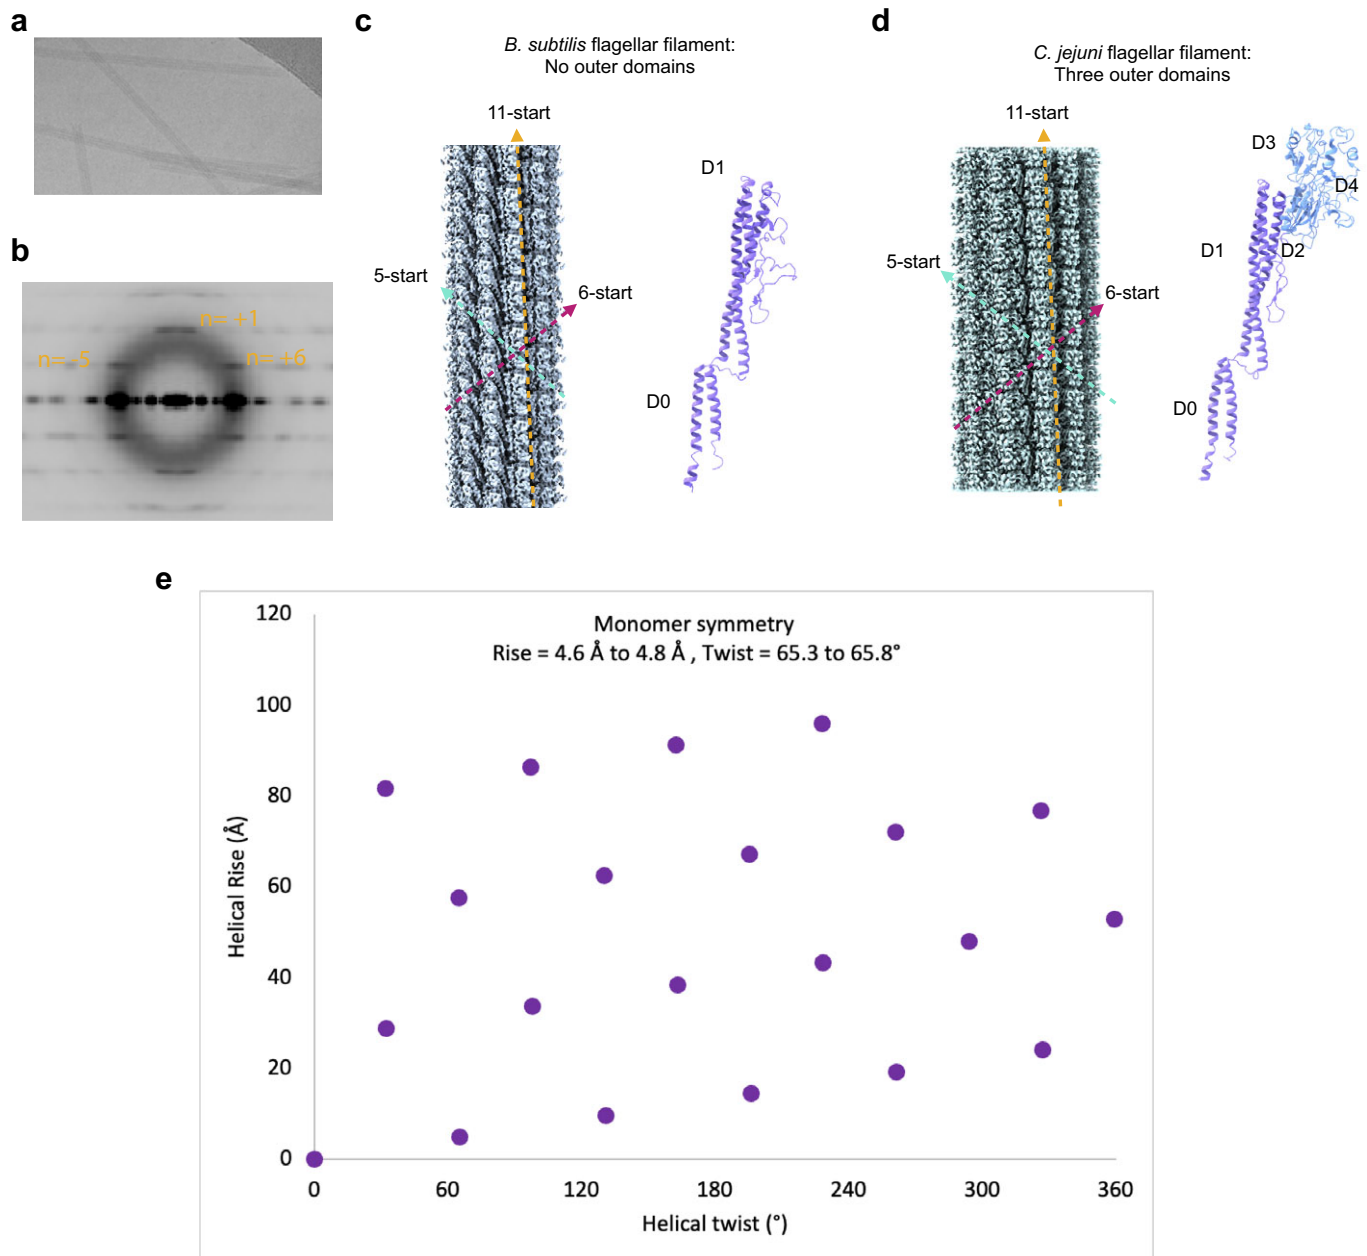 a
b
n= +1
n= -5
n= +6
c
B. subtilis flagellar filament:
No outer domains
11-start
5-start
6-start
D1
D0
d
C. jejuni flagellar filament:
Three outer domains
11-start
5-start
6-start
D3
D4
D1
D2
D0
e
Monomer symmetry
Rise = 4.6 Å to 4.8 Å , Twist = 65.3 to 65.8°
120
100
80
60
40
20
0
Helical Rise (Å)
0 60 120 180 240 300 360
Helical twist (°)